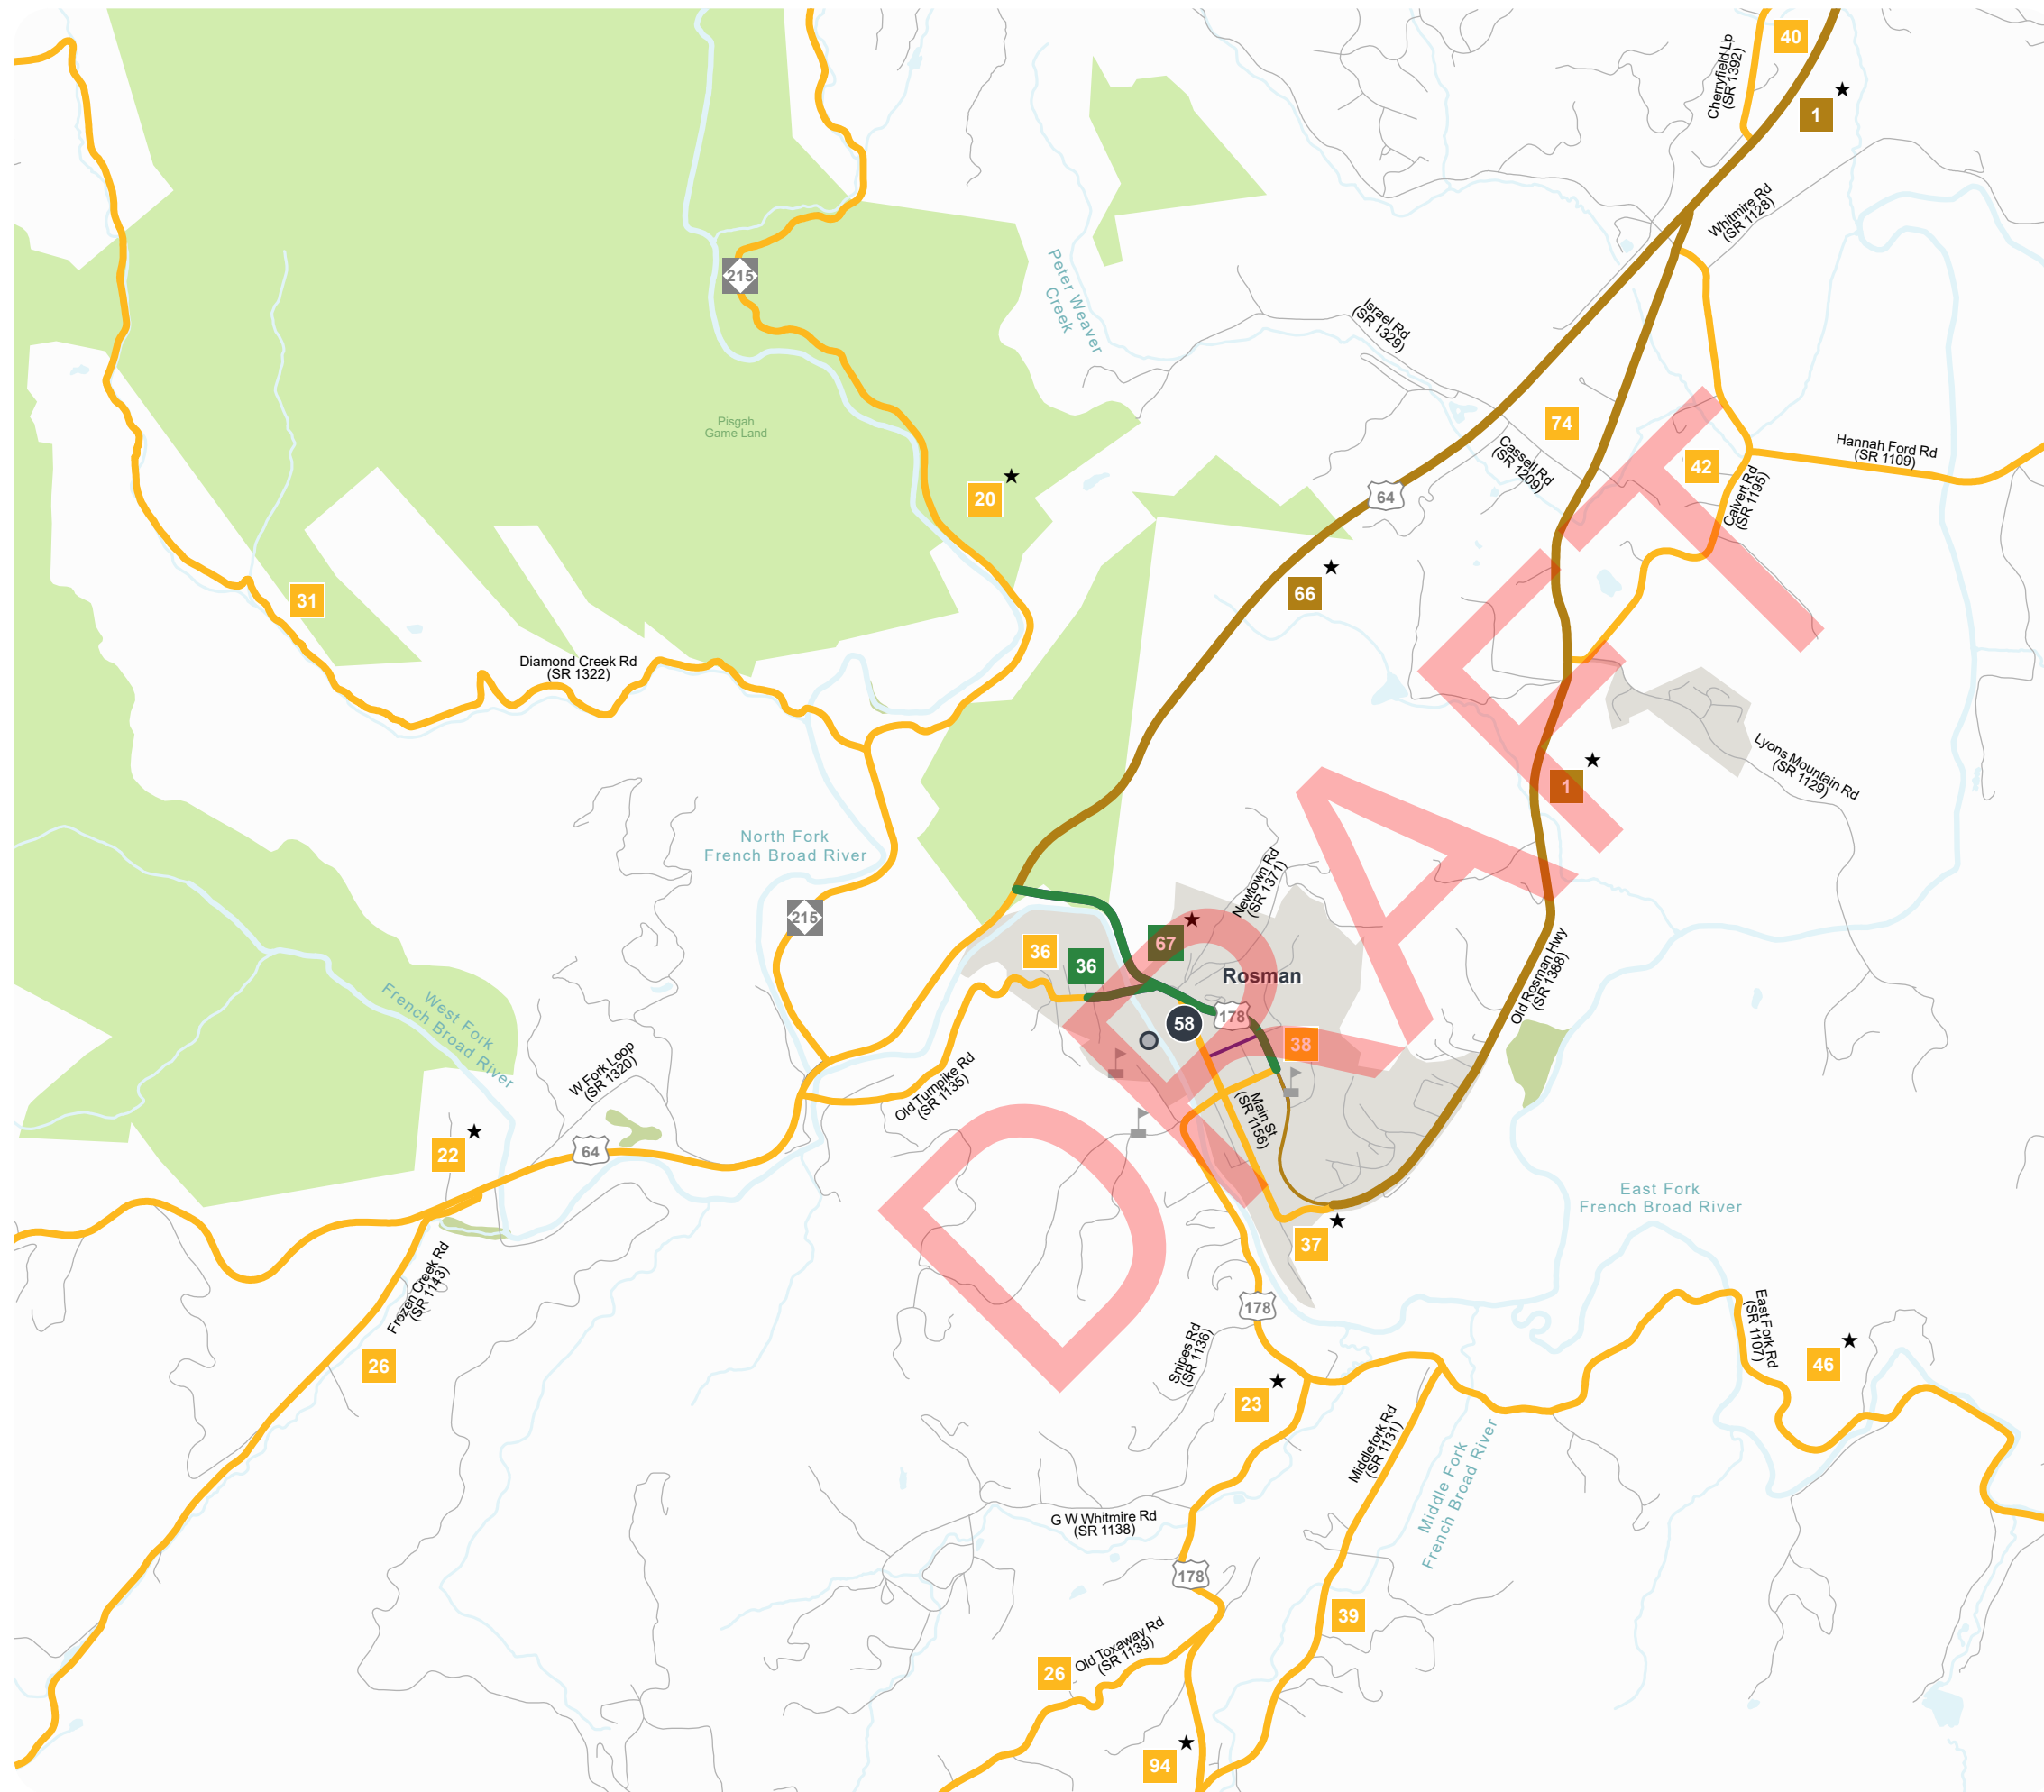 40
Cherryfield Lp
(SR 1392)
1
Whitmire Rd
(SR 1128)
215
Peter Weaver
Creek
Israel Rd
(SR 1329)
Pisgah
Game Land
74
Hannah Ford Rd
(SR 1109)
42
Cassell Rd
(SR 1209)
Calvert Rd
(SR 1195)
64
20
66
31
Diamond Creek Rd
(SR 1322)
Lyons Mountain Rd
(SR 1129)
1
North Fork
French Broad River
Newtown Rd
(SR 1371)
215
67
36
36
Rosman
Old Rosman Hwy
(SR 1388)
178
58
38
West Fork
French Broad River
W Fork Loop
(SR 1320)
Old Turnpike Rd
(SR 1135)
Main St
(SR 1156)
22
64
East Fork
French Broad River
37
Frozen Creek Rd
(SR 1143)
178
East Fork Rd
(SR 1107)
Snipes Rd
(SR 1136)
46
26
23
Middlefork Rd
(SR 1131)
Middle Fork
French Broad River
G W Whitmire Rd
(SR 1138)
178
39
Old Toxaway Rd
(SR 1139)
26
94
DRAFT